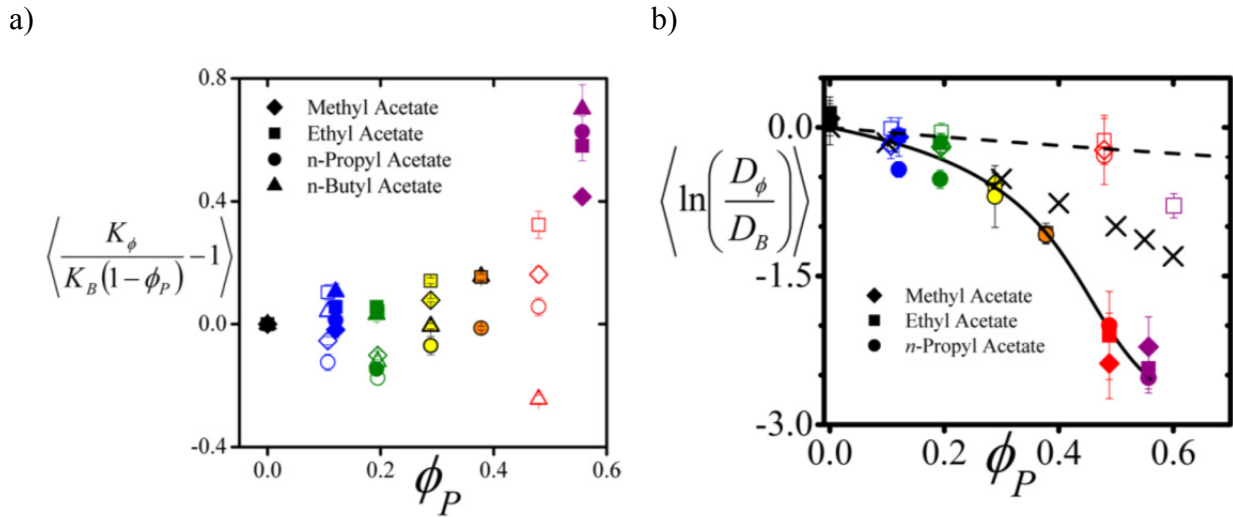 a)
0.8
0.4
0.0
-0.4
⟨K_ϕ / K_B(1−ϕ_P) −1⟩
Methyl Acetate
Ethyl Acetate
n-Propyl Acetate
n-Butyl Acetate
0.0 0.2 0.4 0.6
ϕ_P
b)
0.0
-1.5
-3.0
⟨ln(D_ϕ / D_B)⟩
Methyl Acetate
Ethyl Acetate
n-Propyl Acetate
0.0 0.2 0.4 0.6
ϕ_P